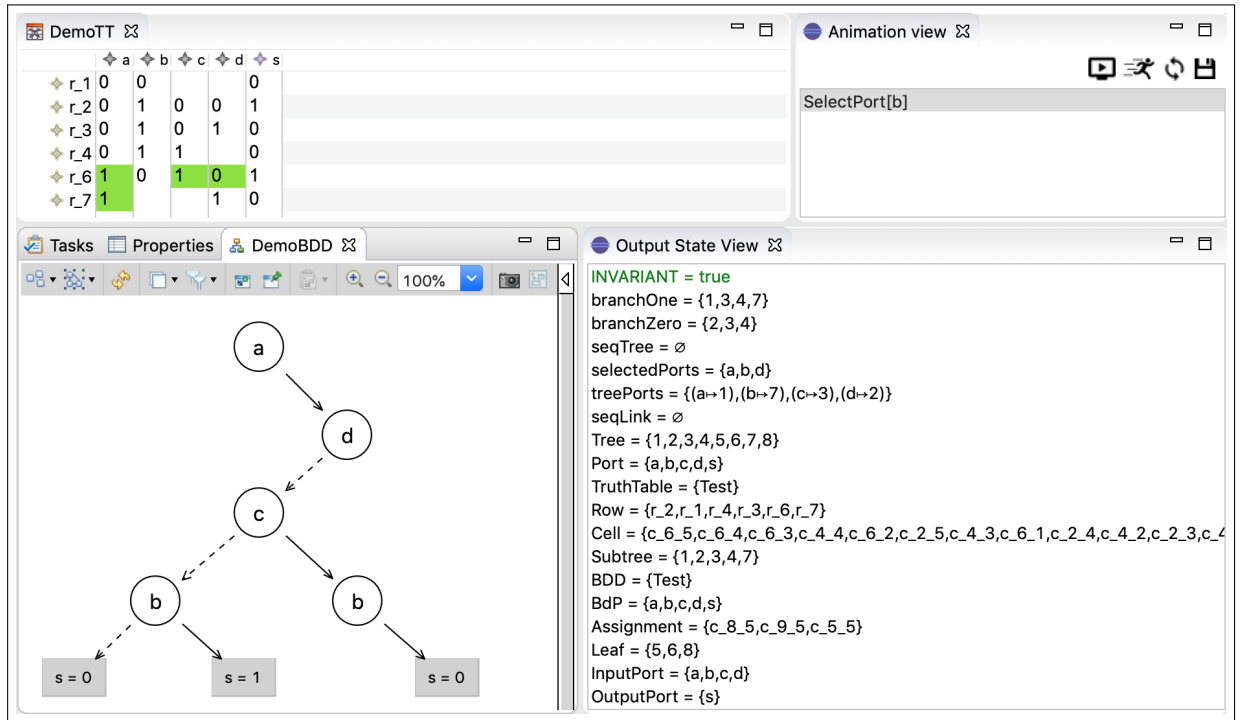 DemoTT
a b c d s
r_1 0 0 0
r_2 0 1 0 0 1
r_3 0 1 0 1 0
r_4 0 1 1 0
r_6 1 0 1 0 1
r_7 1 1 0
Animation view
SelectPort[b]
Tasks Properties DemoBDD
100%
a
d
c
b b
s = 0 s = 1 s = 0
Output State View
INVARIANT = true
branchOne = {1,3,4,7}
branchZero = {2,3,4}
seqTree = ∅
selectedPorts = {a,b,d}
treePorts = {(a↦1),(b↦7),(c↦3),(d↦2)}
seqLink = ∅
Tree = {1,2,3,4,5,6,7,8}
Port = {a,b,c,d,s}
TruthTable = {Test}
Row = {r_2,r_1,r_4,r_3,r_6,r_7}
Cell = {c_6_5,c_6_4,c_6_3,c_4_4,c_6_2,c_2_5,c_4_3,c_6_1,c_2_4,c_4_2,c_2_3,c_4
Subtree = {1,2,3,4,7}
BDD = {Test}
BdP = {a,b,c,d,s}
Assignment = {c_8_5,c_9_5,c_5_5}
Leaf = {5,6,8}
InputPort = {a,b,c,d}
OutputPort = {s}